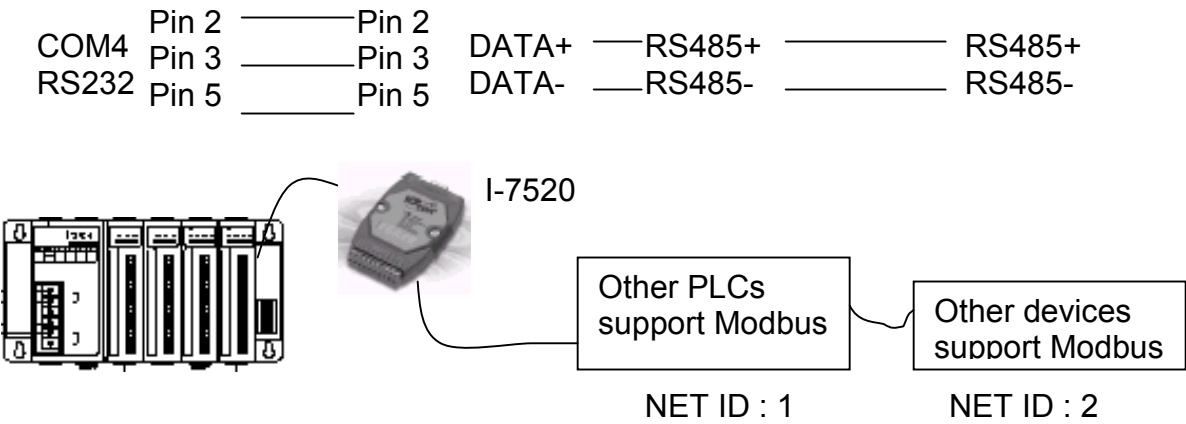 Pin 2 Pin 2
COM4 Pin 3 Pin 3 DATA+ RS485+ RS485+
RS232 Pin 5 Pin 5 DATA- RS485- RS485-
I-7520
Other PLCs
support Modbus
Other devices
support Modbus
NET ID : 1 NET ID : 2